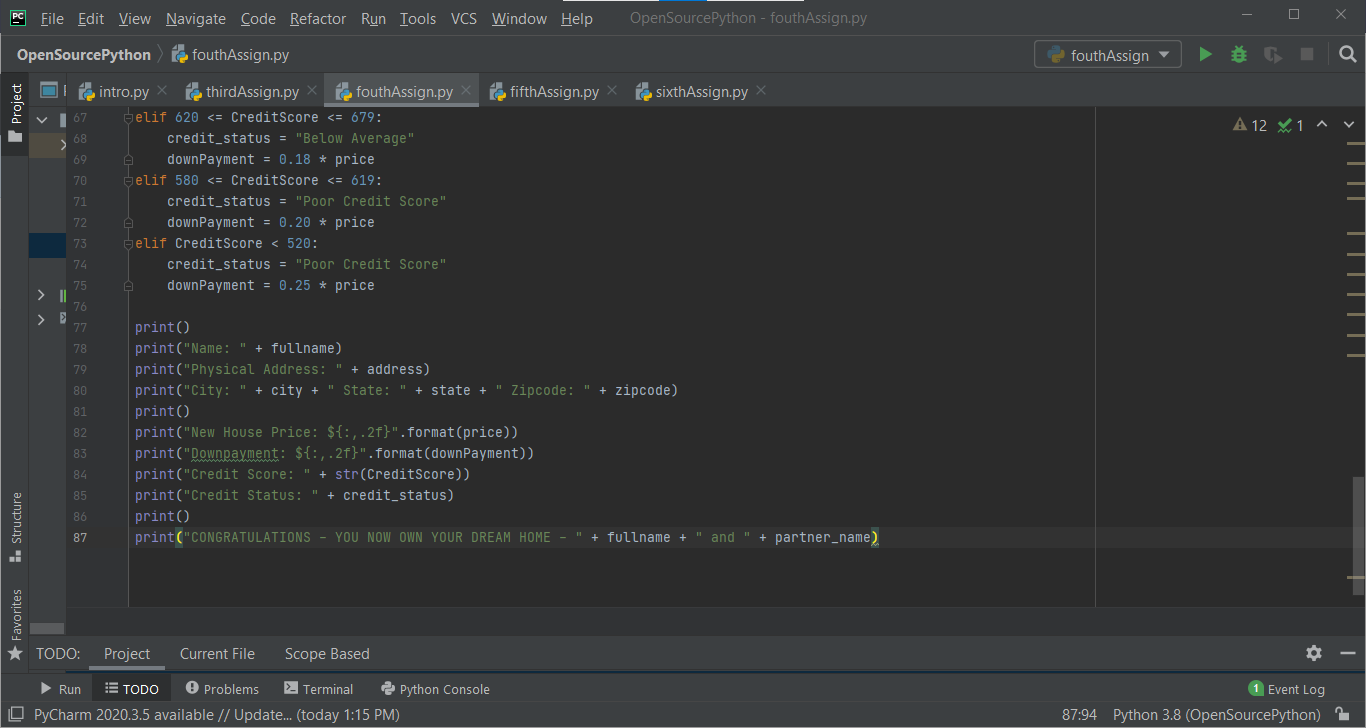 PC File Edit View Navigate Code Refactor Run Tools VCS Window Help OpenSourcePython - fouthAssign.py
OpenSourcePython fouthAssign.py fouthAssign
Project
intro.py thirdAssign.py fouthAssign.py fifthAssign.py sixthAssign.py
12 1
67 elif 620 <= CreditScore <= 679:
68 credit_status = "Below Average"
69 downPayment = 0.18 * price
70 elif 580 <= CreditScore <= 619:
71 credit_status = "Poor Credit Score"
72 downPayment = 0.20 * price
73 elif CreditScore < 520:
74 credit_status = "Poor Credit Score"
75 downPayment = 0.25 * price
76
77 print()
78 print("Name: " + fullname)
79 print("Physical Address: " + address)
80 print("City: " + city + " State: " + state + " Zipcode: " + zipcode)
81 print()
82 print("New House Price: ${:,.2f}".format(price))
83 print("Downpayment: ${:,.2f}".format(downPayment))
84 print("Credit Score: " + str(CreditScore))
85 print("Credit Status: " + credit_status)
86 print()
87 print("CONGRATULATIONS - YOU NOW OWN YOUR DREAM HOME - " + fullname + " and " + partner_name)
Structure
Favorites
TODO: Project Current File Scope Based
Run TODO Problems Terminal Python Console 1 Event Log
PyCharm 2020.3.5 available // Update... (today 1:15 PM) 87:94 Python 3.8 (OpenSourcePython)